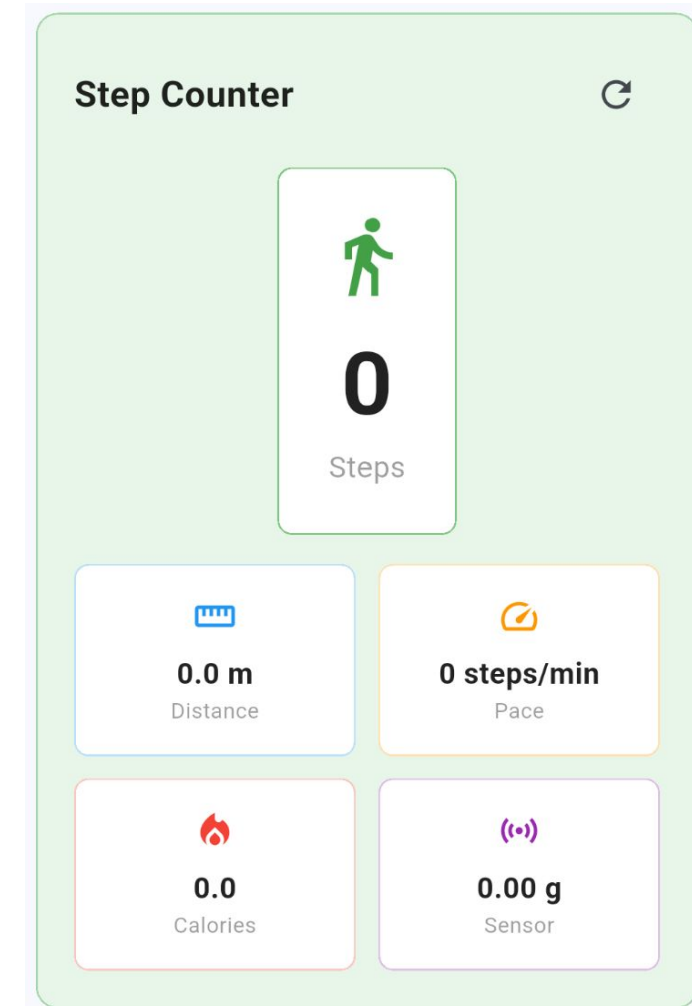 Step Counter
0
Steps
0.0 m
Distance
0 steps/min
Pace
0.0
Calories
0.00 g
Sensor